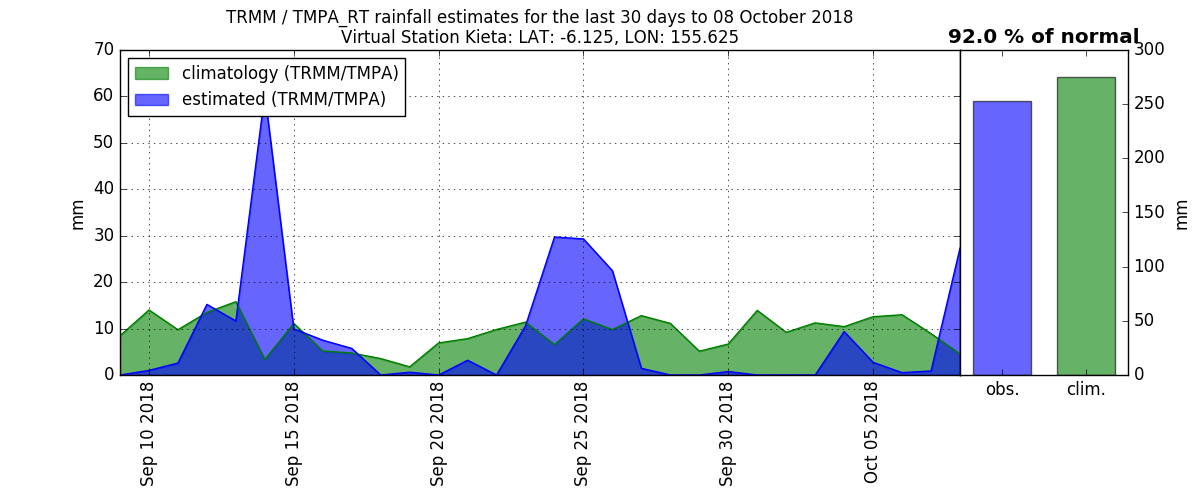 TRMM / TMPA_RT rainfall estimates for the last 30 days to 08 October 2018
Virtual Station Kieta: LAT: -6.125, LON: 155.625
92.0 % of normal
climatology (TRMM/TMPA)
estimated (TRMM/TMPA)
mm
70
60
50
40
30
20
10
0
Sep 10 2018
Sep 15 2018
Sep 20 2018
Sep 25 2018
Sep 30 2018
Oct 05 2018
obs.
clim.
300
250
200
150
100
50
0
mm